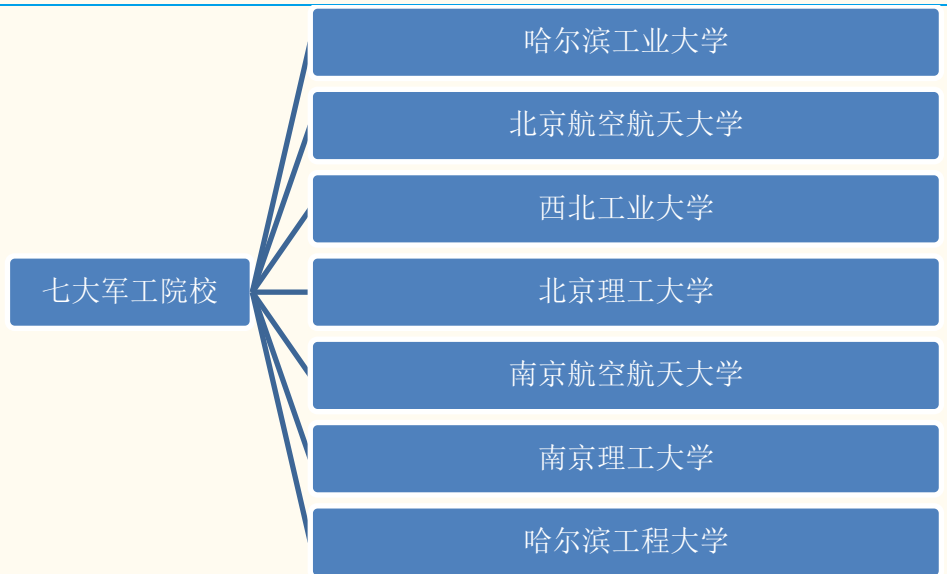 七大军工院校
哈尔滨工业大学
北京航空航天大学
西北工业大学
北京理工大学
南京航空航天大学
南京理工大学
哈尔滨工程大学